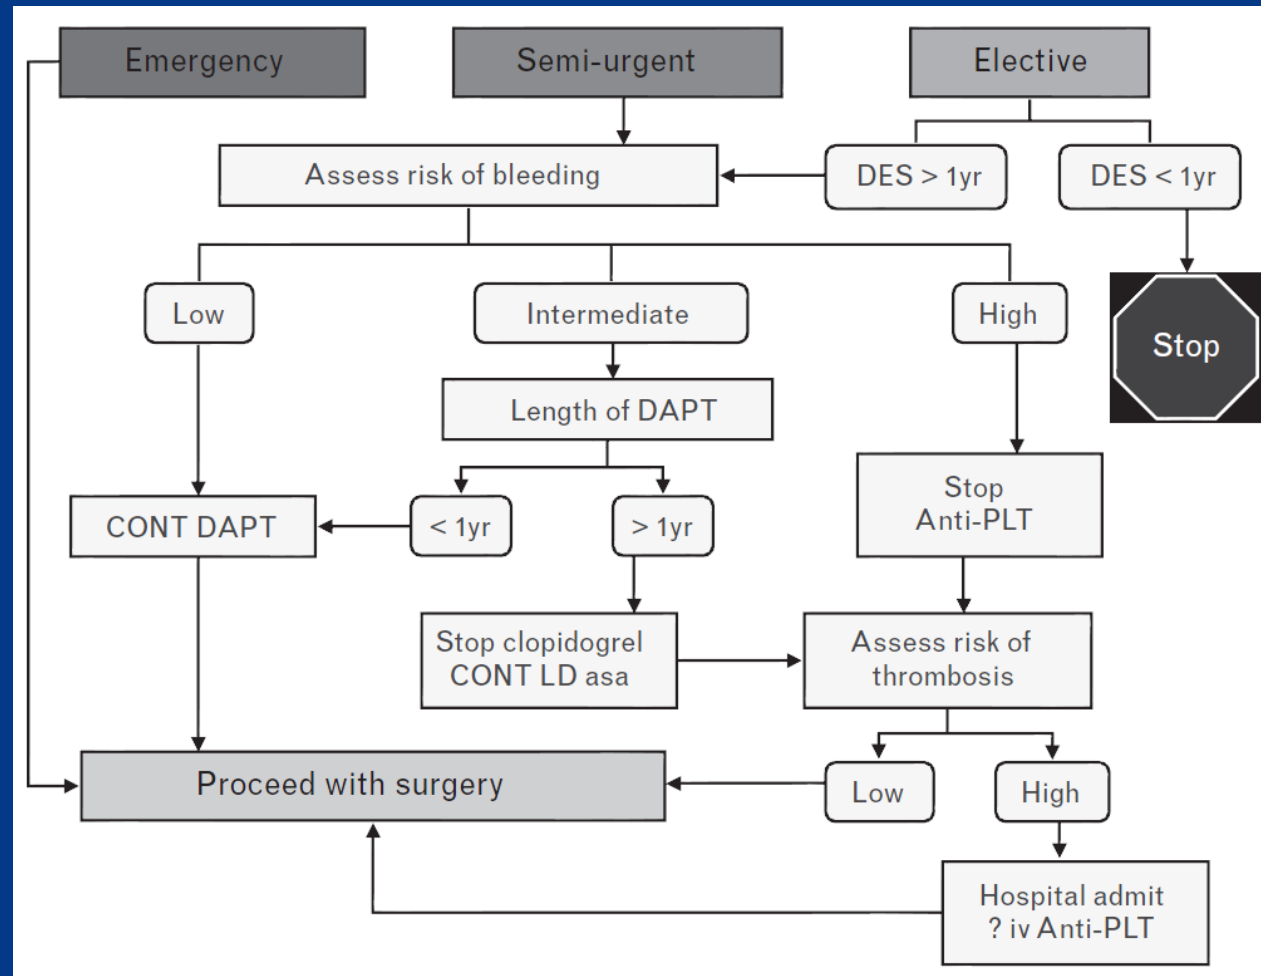 Emergency
Semi-urgent
Elective
Assess risk of bleeding
DES > 1yr
DES < 1yr
Low
Intermediate
High
Stop
Length of DAPT
Stop
Anti-PLT
CONT DAPT
< 1yr
> 1yr
Stop clopidogrel
CONT LD asa
Assess risk of
thrombosis
Proceed with surgery
Low
High
Hospital admit
? iv Anti-PLT